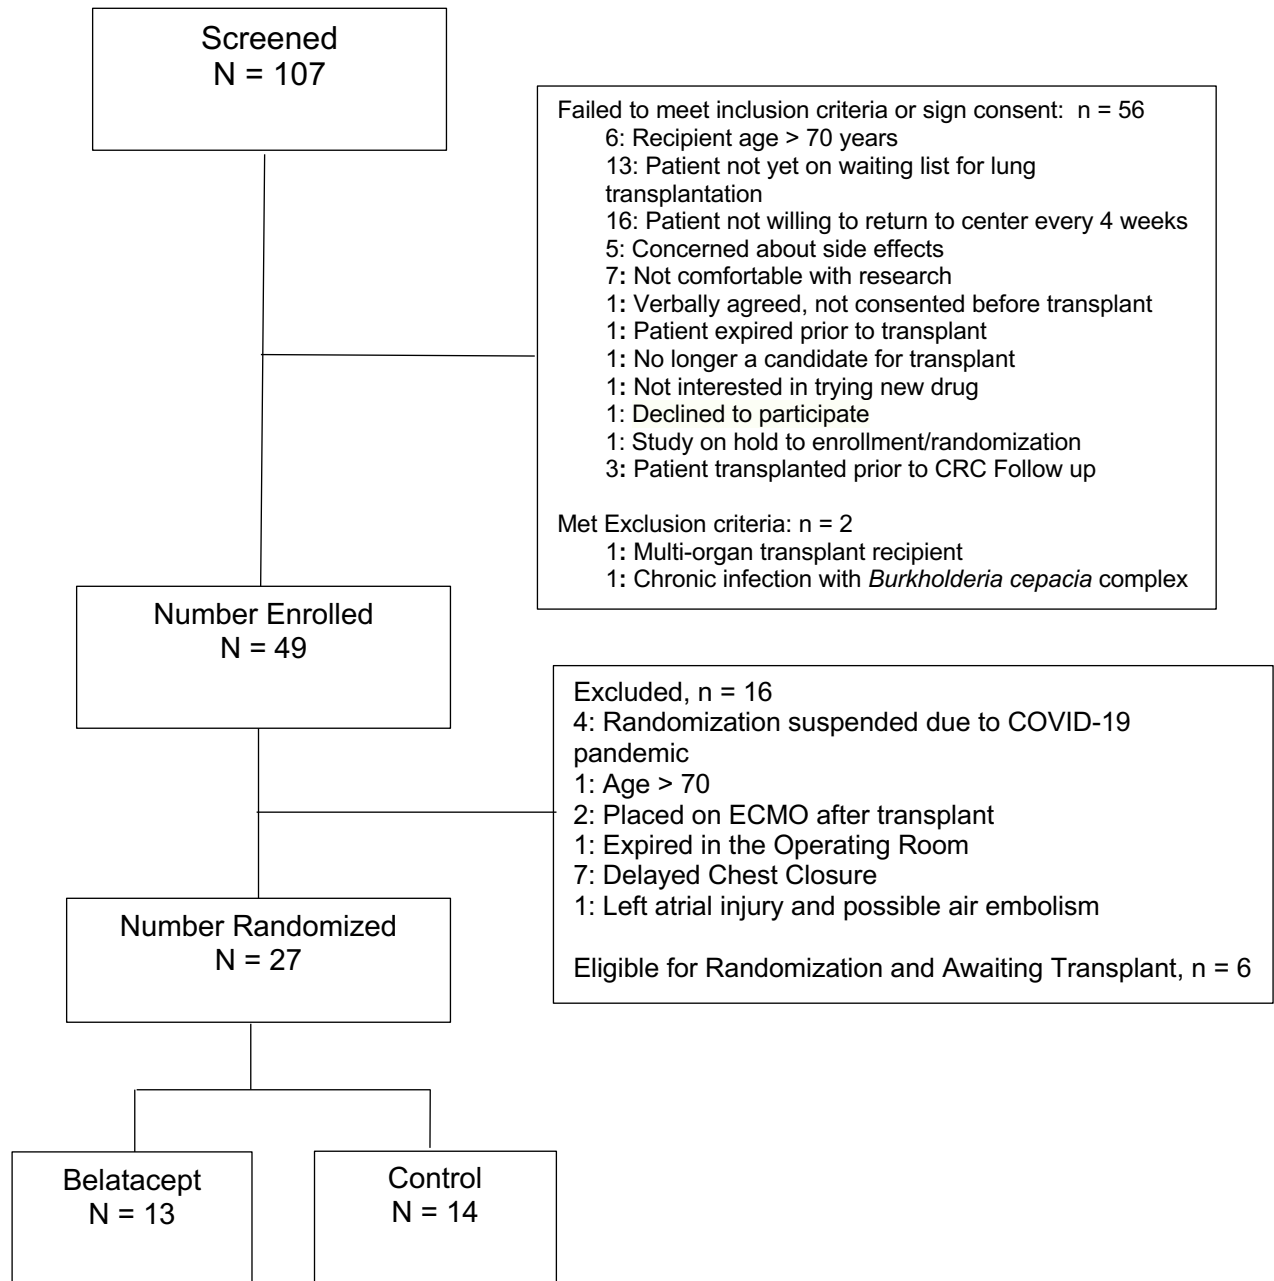 Screened
N = 107
Failed to meet inclusion criteria or sign consent:  n = 56
6: Recipient age > 70 years
13: Patient not yet on waiting list for lung
transplantation
16: Patient not willing to return to center every 4 weeks
5: Concerned about side effects
7: Not comfortable with research
1: Verbally agreed, not consented before transplant
1: Patient expired prior to transplant
1: No longer a candidate for transplant
1: Not interested in trying new drug
1: Declined to participate
1: Study on hold to enrollment/randomization
3: Patient transplanted prior to CRC Follow up
Met Exclusion criteria: n = 2
1: Multi-organ transplant recipient
1: Chronic infection with Burkholderia cepacia complex
Number Enrolled
N = 49
Excluded, n = 16
4: Randomization suspended due to COVID-19
pandemic
1: Age > 70
2: Placed on ECMO after transplant
1: Expired in the Operating Room
7: Delayed Chest Closure
1: Left atrial injury and possible air embolism
Eligible for Randomization and Awaiting Transplant, n = 6
Number Randomized
N = 27
Belatacept
N = 13
Control
N = 14